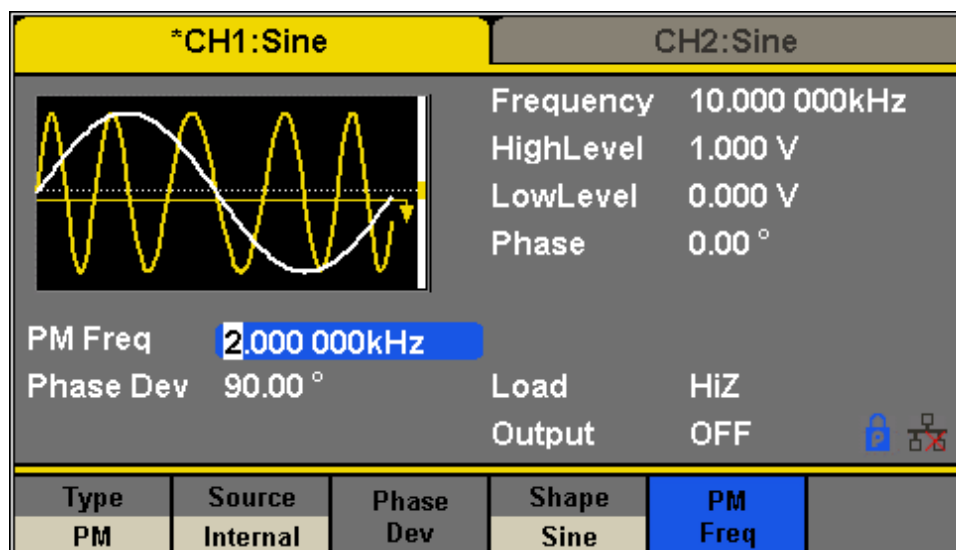 *CH1:Sine CH2:Sine
Frequency 10.000 000kHz
HighLevel 1.000 V
LowLevel 0.000 V
Phase 0.00 °
PM Freq 2.000 000kHz
Phase Dev 90.00 °
Load HiZ
Output OFF
P
Type Source Phase Dev Shape PM Freq
PM Internal Sine